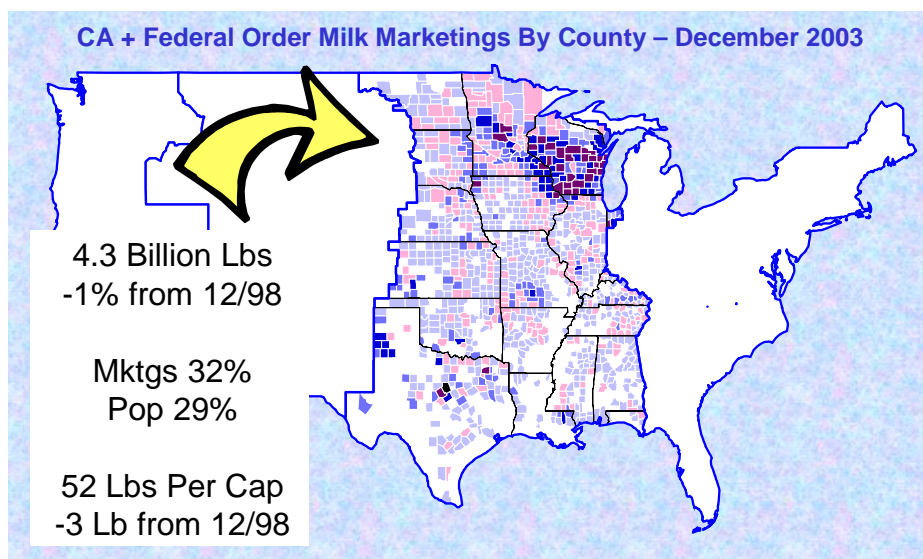 CA + Federal Order Milk Marketings By County – December 2003
4.3 Billion Lbs
-1% from 12/98
Mktgs 32%
Pop 29%
52 Lbs Per Cap
-3 Lb from 12/98